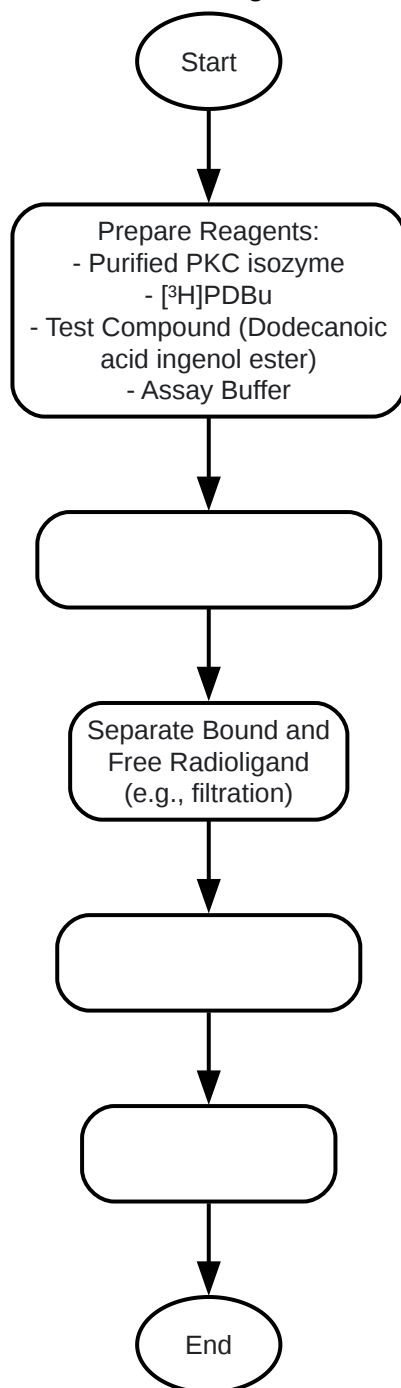 Start
Prepare Reagents:
- Purified PKC isozyme
- [³H]PDBu
- Test Compound (Dodecanoic
acid ingenol ester)
- Assay Buffer
Separate Bound and
Free Radioligand
(e.g., filtration)
End